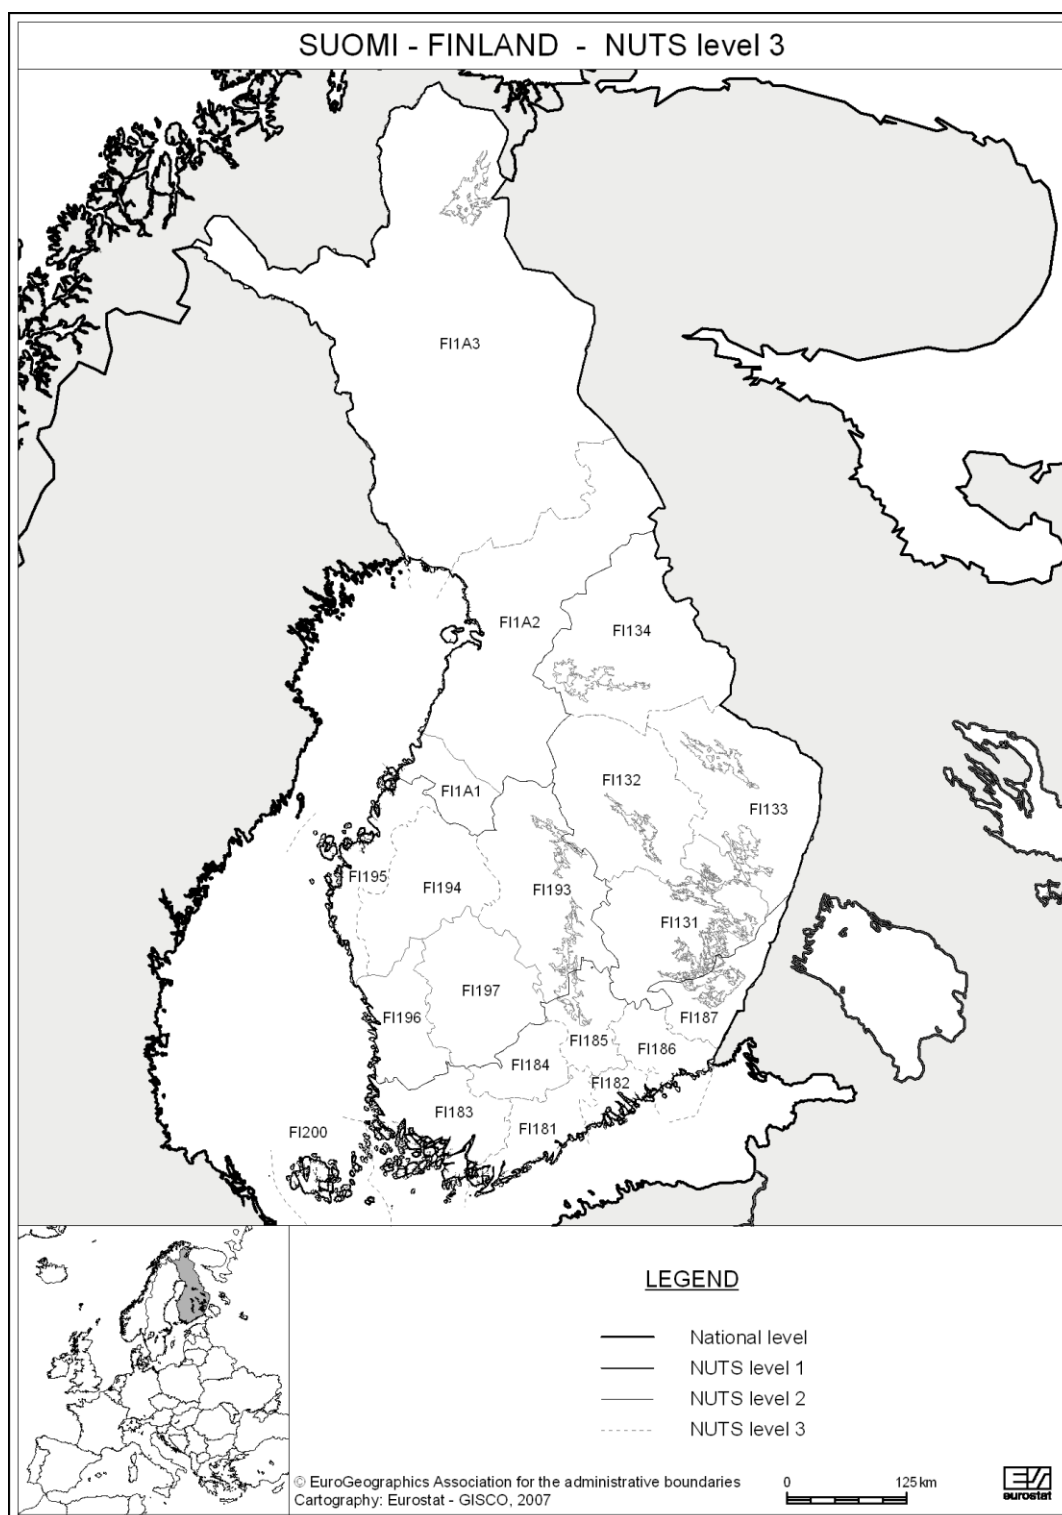 SUOMI - FINLAND - NUTS level 3
FI1A3
FI1A2
FI134
FI1A1
FI132
FI133
FI195
FI194
FI193
FI131
FI197
FI196
FI187
FI185
FI186
FI184
FI182
FI183
FI181
FI200
LEGEND
National level
NUTS level 1
NUTS level 2
NUTS level 3
© EuroGeographics Association for the administrative boundaries
Cartography: Eurostat - GISCO, 2007
0 125 km
eurostat